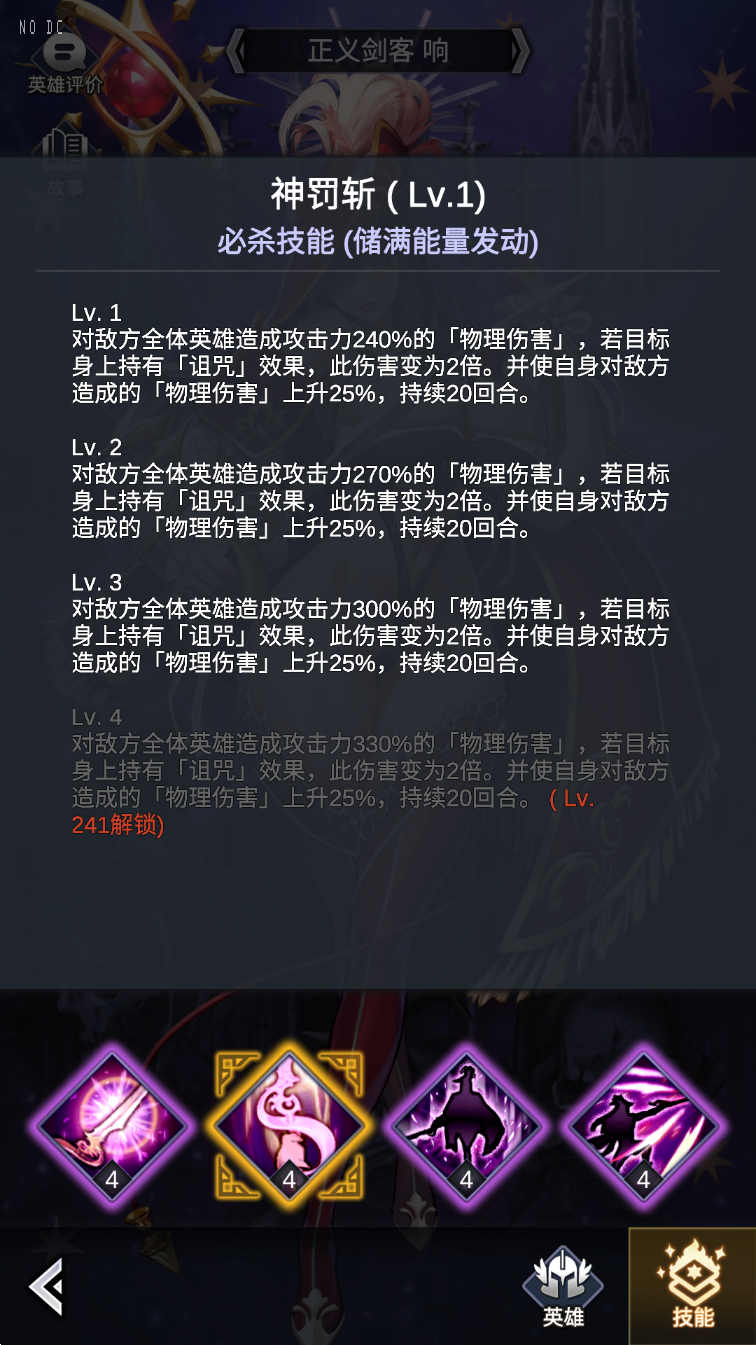 NO DC
英雄评价
正义剑客 响
故事
神罚斩 ( Lv.1)
必杀技能 (储满能量发动)
Lv. 1
对敌方全体英雄造成攻击力240%的「物理伤害」，若目标
身上持有「诅咒」效果，此伤害变为2倍。并使自身对敌方
造成的「物理伤害」上升25%，持续20回合。
Lv. 2
对敌方全体英雄造成攻击力270%的「物理伤害」，若目标
身上持有「诅咒」效果，此伤害变为2倍。并使自身对敌方
造成的「物理伤害」上升25%，持续20回合。
Lv. 3
对敌方全体英雄造成攻击力300%的「物理伤害」，若目标
身上持有「诅咒」效果，此伤害变为2倍。并使自身对敌方
造成的「物理伤害」上升25%，持续20回合。
Lv. 4
对敌方全体英雄造成攻击力330%的「物理伤害」，若目标
身上持有「诅咒」效果，此伤害变为2倍。并使自身对敌方
造成的「物理伤害」上升25%，持续20回合。 ( Lv.
241解锁)
4 4 4 4
英雄 技能